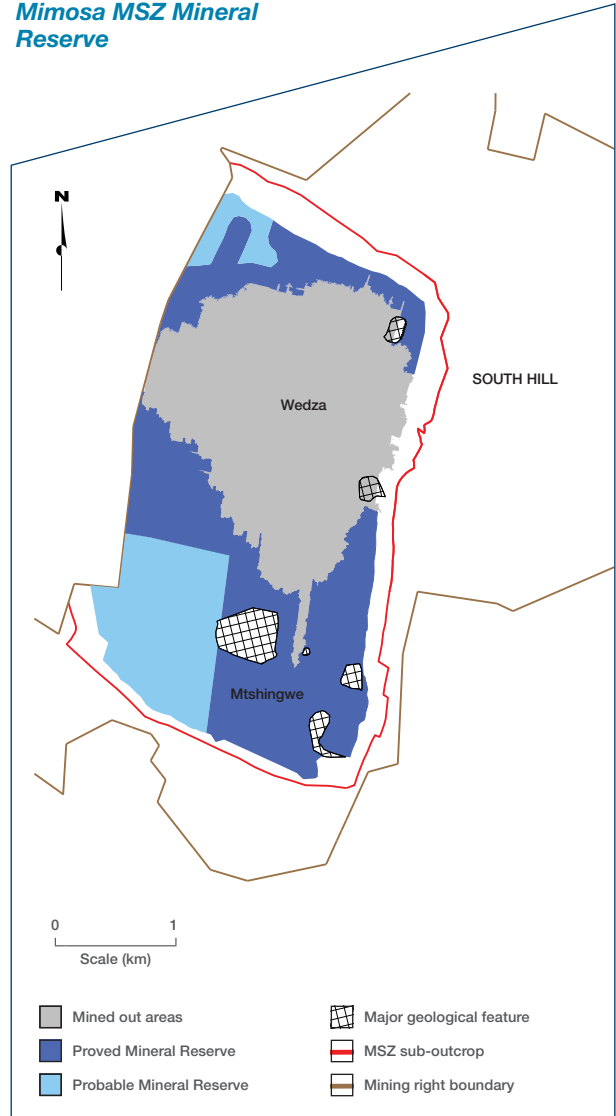 Mimosa MSZ Mineral
Reserve
N
SOUTH HILL
Wedza
Mtshingwe
0 1
Scale (km)
Mined out areas
Proved Mineral Reserve
Probable Mineral Reserve
Major geological feature
MSZ sub-outcrop
Mining right boundary